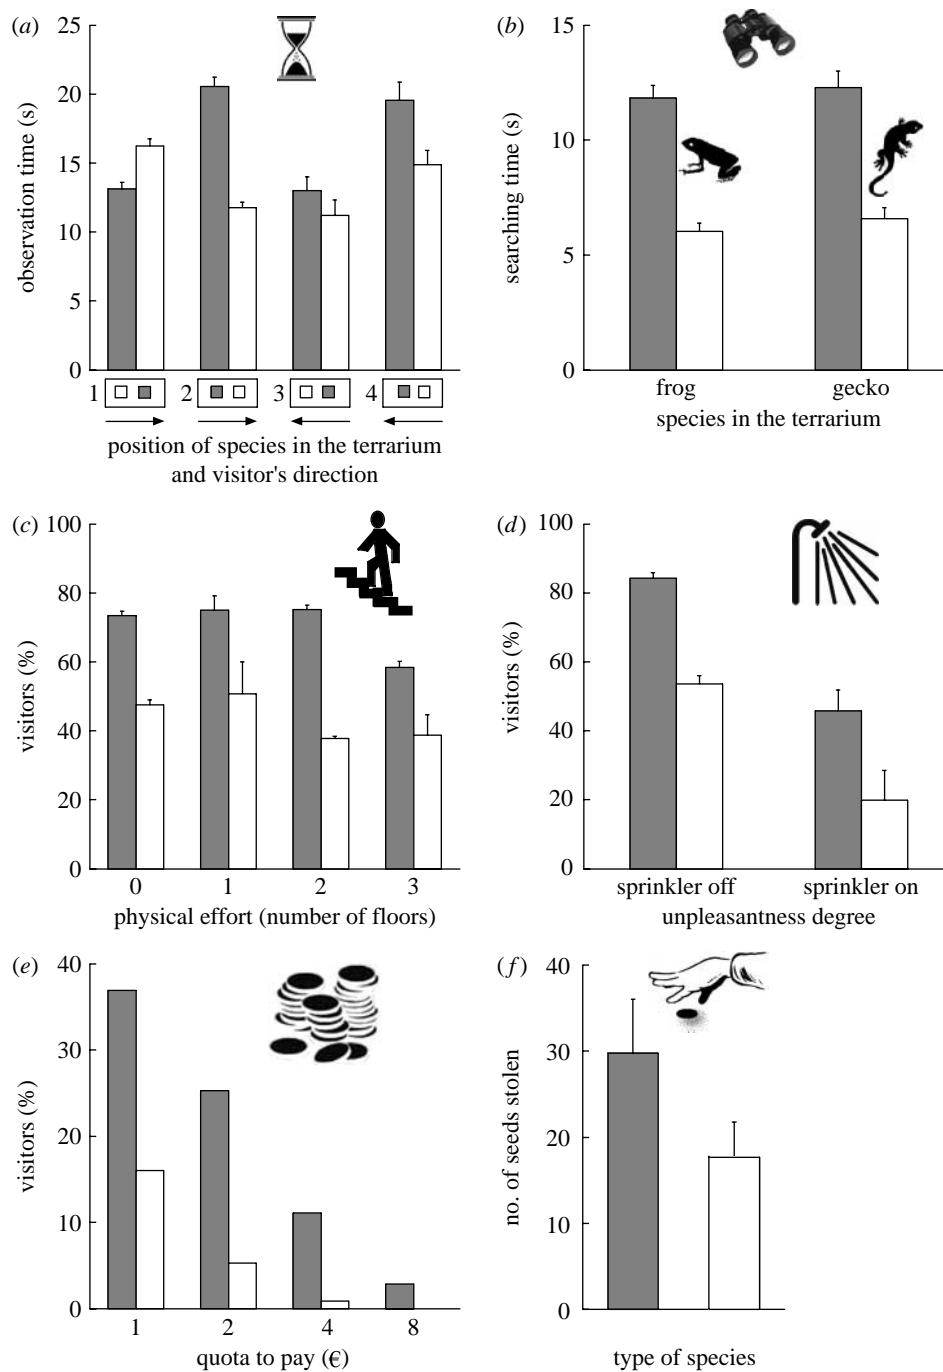 (a)
25
20
15
10
5
0
observation time (s)
1 2 3 4
position of species in the terrarium
and visitor's direction
(b)
15
10
5
0
searching time (s)
frog gecko
species in the terrarium
(c)
100
80
60
40
20
0
visitors (%)
0 1 2 3
physical effort (number of floors)
(d)
100
80
60
40
20
0
visitors (%)
sprinkler off sprinkler on
unpleasantness degree
(e)
40
30
20
10
0
visitors (%)
1 2 4 8
quota to pay (€)
(f)
40
30
20
10
0
no. of seeds stolen
type of species